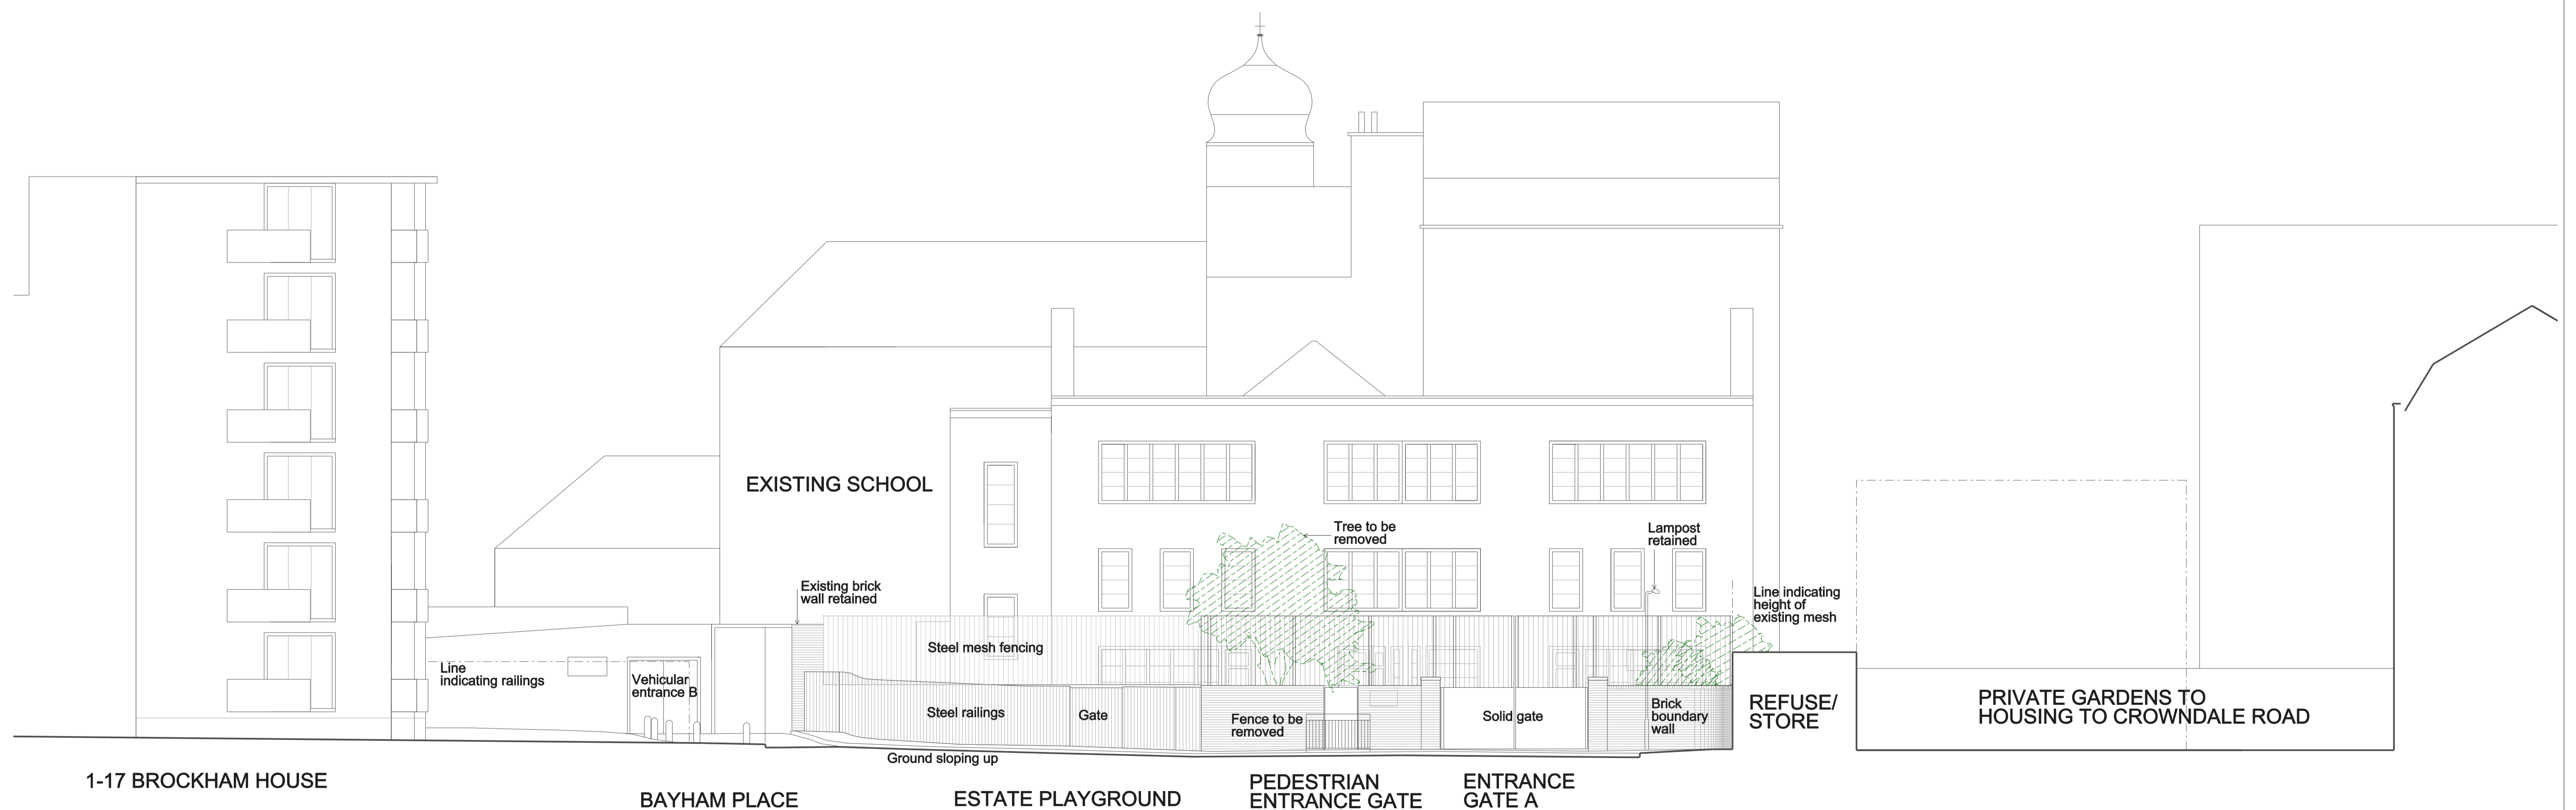 EXISTING SCHOOL
Tree to be
removed
Lampost
retained
Existing brick
wall retained
Line indicating
height of
existing mesh
Steel mesh fencing
Line
indicating railings
Vehicular
entrance B
Steel railings
Gate
Fence to be
removed
Solid gate
Brick
boundary
wall
REFUSE/
STORE
PRIVATE GARDENS TO
HOUSING TO CROWNDALE ROAD
Ground sloping up
1-17 BROCKHAM HOUSE
BAYHAM PLACE
ESTATE PLAYGROUND
PEDESTRIAN
ENTRANCE GATE
ENTRANCE
GATE A